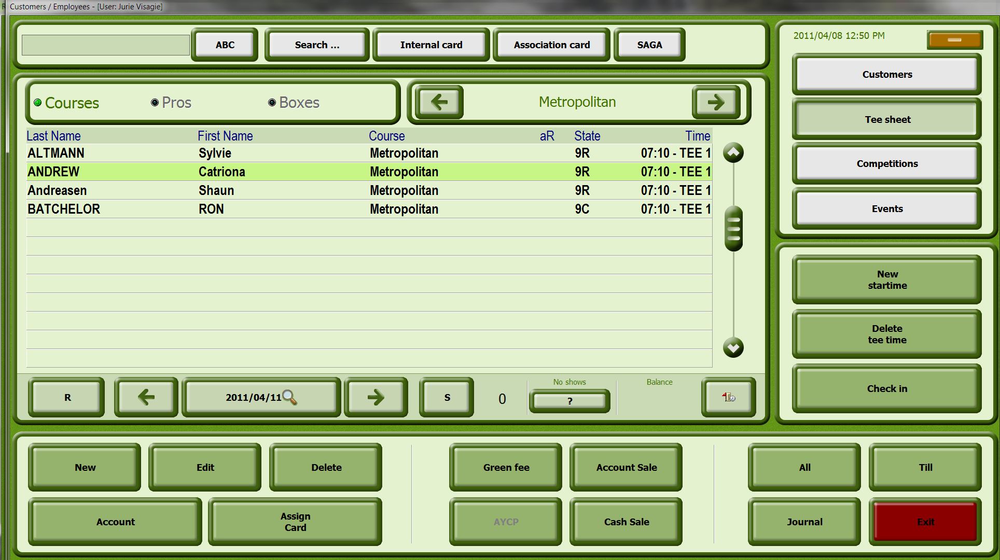 Customers / Employees - [User: Jurie Visagie]
ABC
Search ...
Internal card
Association card
SAGA
2011/04/08 12:50 PM
Customers
Tee sheet
Competitions
Events
Courses
Pros
Boxes
Metropolitan
Last Name First Name Course aR State Time
ALTMANN Sylvie Metropolitan 9R 07:10 - TEE 1
ANDREW Catriona Metropolitan 9R 07:10 - TEE 1
Andreasen Shaun Metropolitan 9R 07:10 - TEE 1
BATCHELOR RON Metropolitan 9C 07:10 - TEE 1
New
startime
Delete
tee time
Check in
R
2011/04/11
S
0
No shows
?
Balance
New
Edit
Delete
Green fee
Account Sale
All
Till
Account
Assign
Card
AYCP
Cash Sale
Journal
Exit